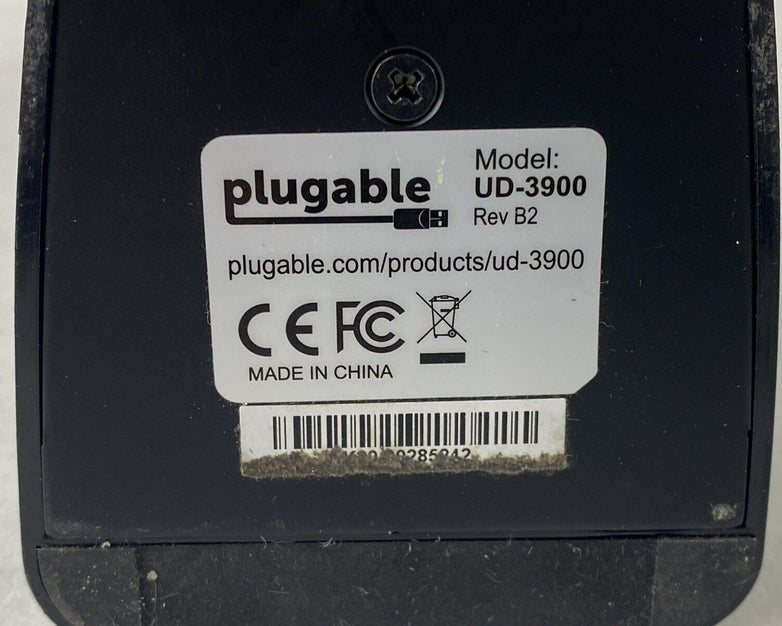 plugable
Model:
UD-3900
Rev B2
plugable.com/products/ud-3900
CE FC
MADE IN CHINA